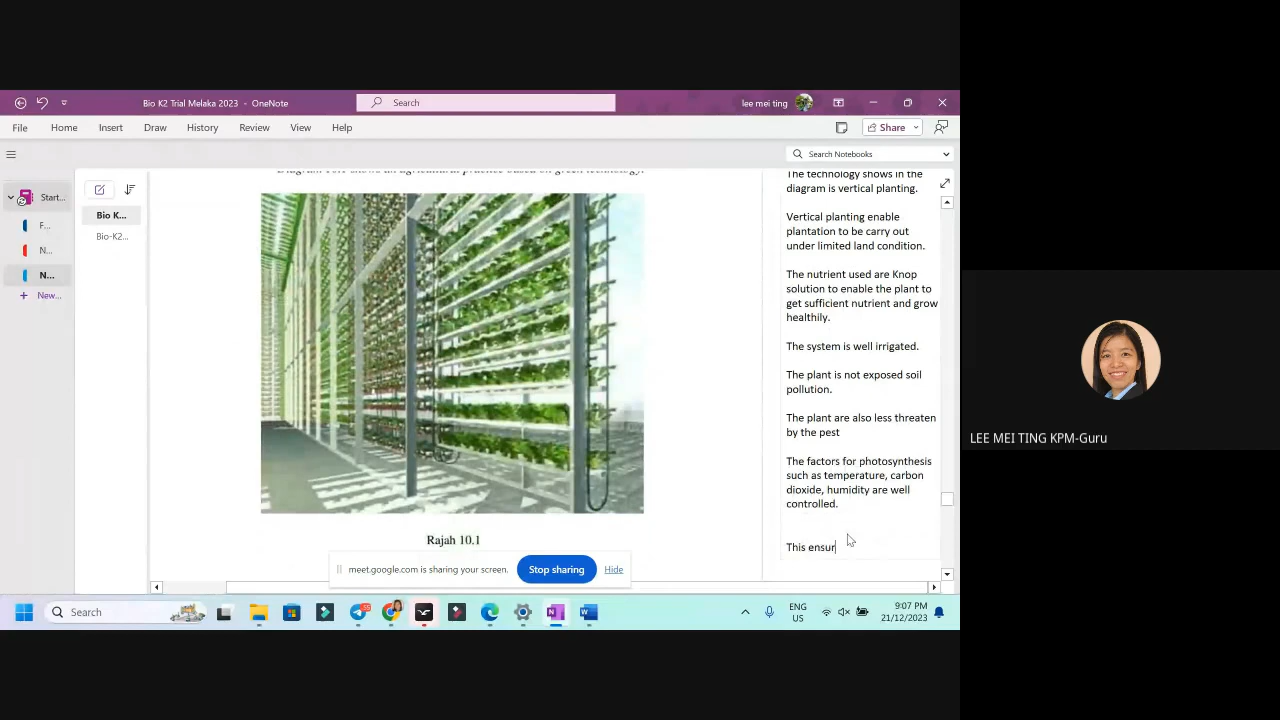 Bio K2 Trial Melaka 2023 - OneNote
Search
lee mei ting
File
Home
Insert
Draw
History
Review
View
Help
Share
Search Notebooks
Start...
F...
N...
N...
New...
Bio K...
Bio-K2...
Rajah 10.1
The technology shows in the
diagram is vertical planting.
Vertical planting enable
plantation to be carry out
under limited land condition.
The nutrient used are Knop
solution to enable the plant to
get sufficient nutrient and grow
healthily.
The system is well irrigated.
The plant is not exposed soil
pollution.
The plant are also less threaten
by the pest
The factors for photosynthesis
such as temperature, carbon
dioxide, humidity are well
controlled.
This ensur
meet.google.com is sharing your screen.
Stop sharing
Hide
Search
ENG
US
9:07 PM
21/12/2023
LEE MEI TING KPM-Guru